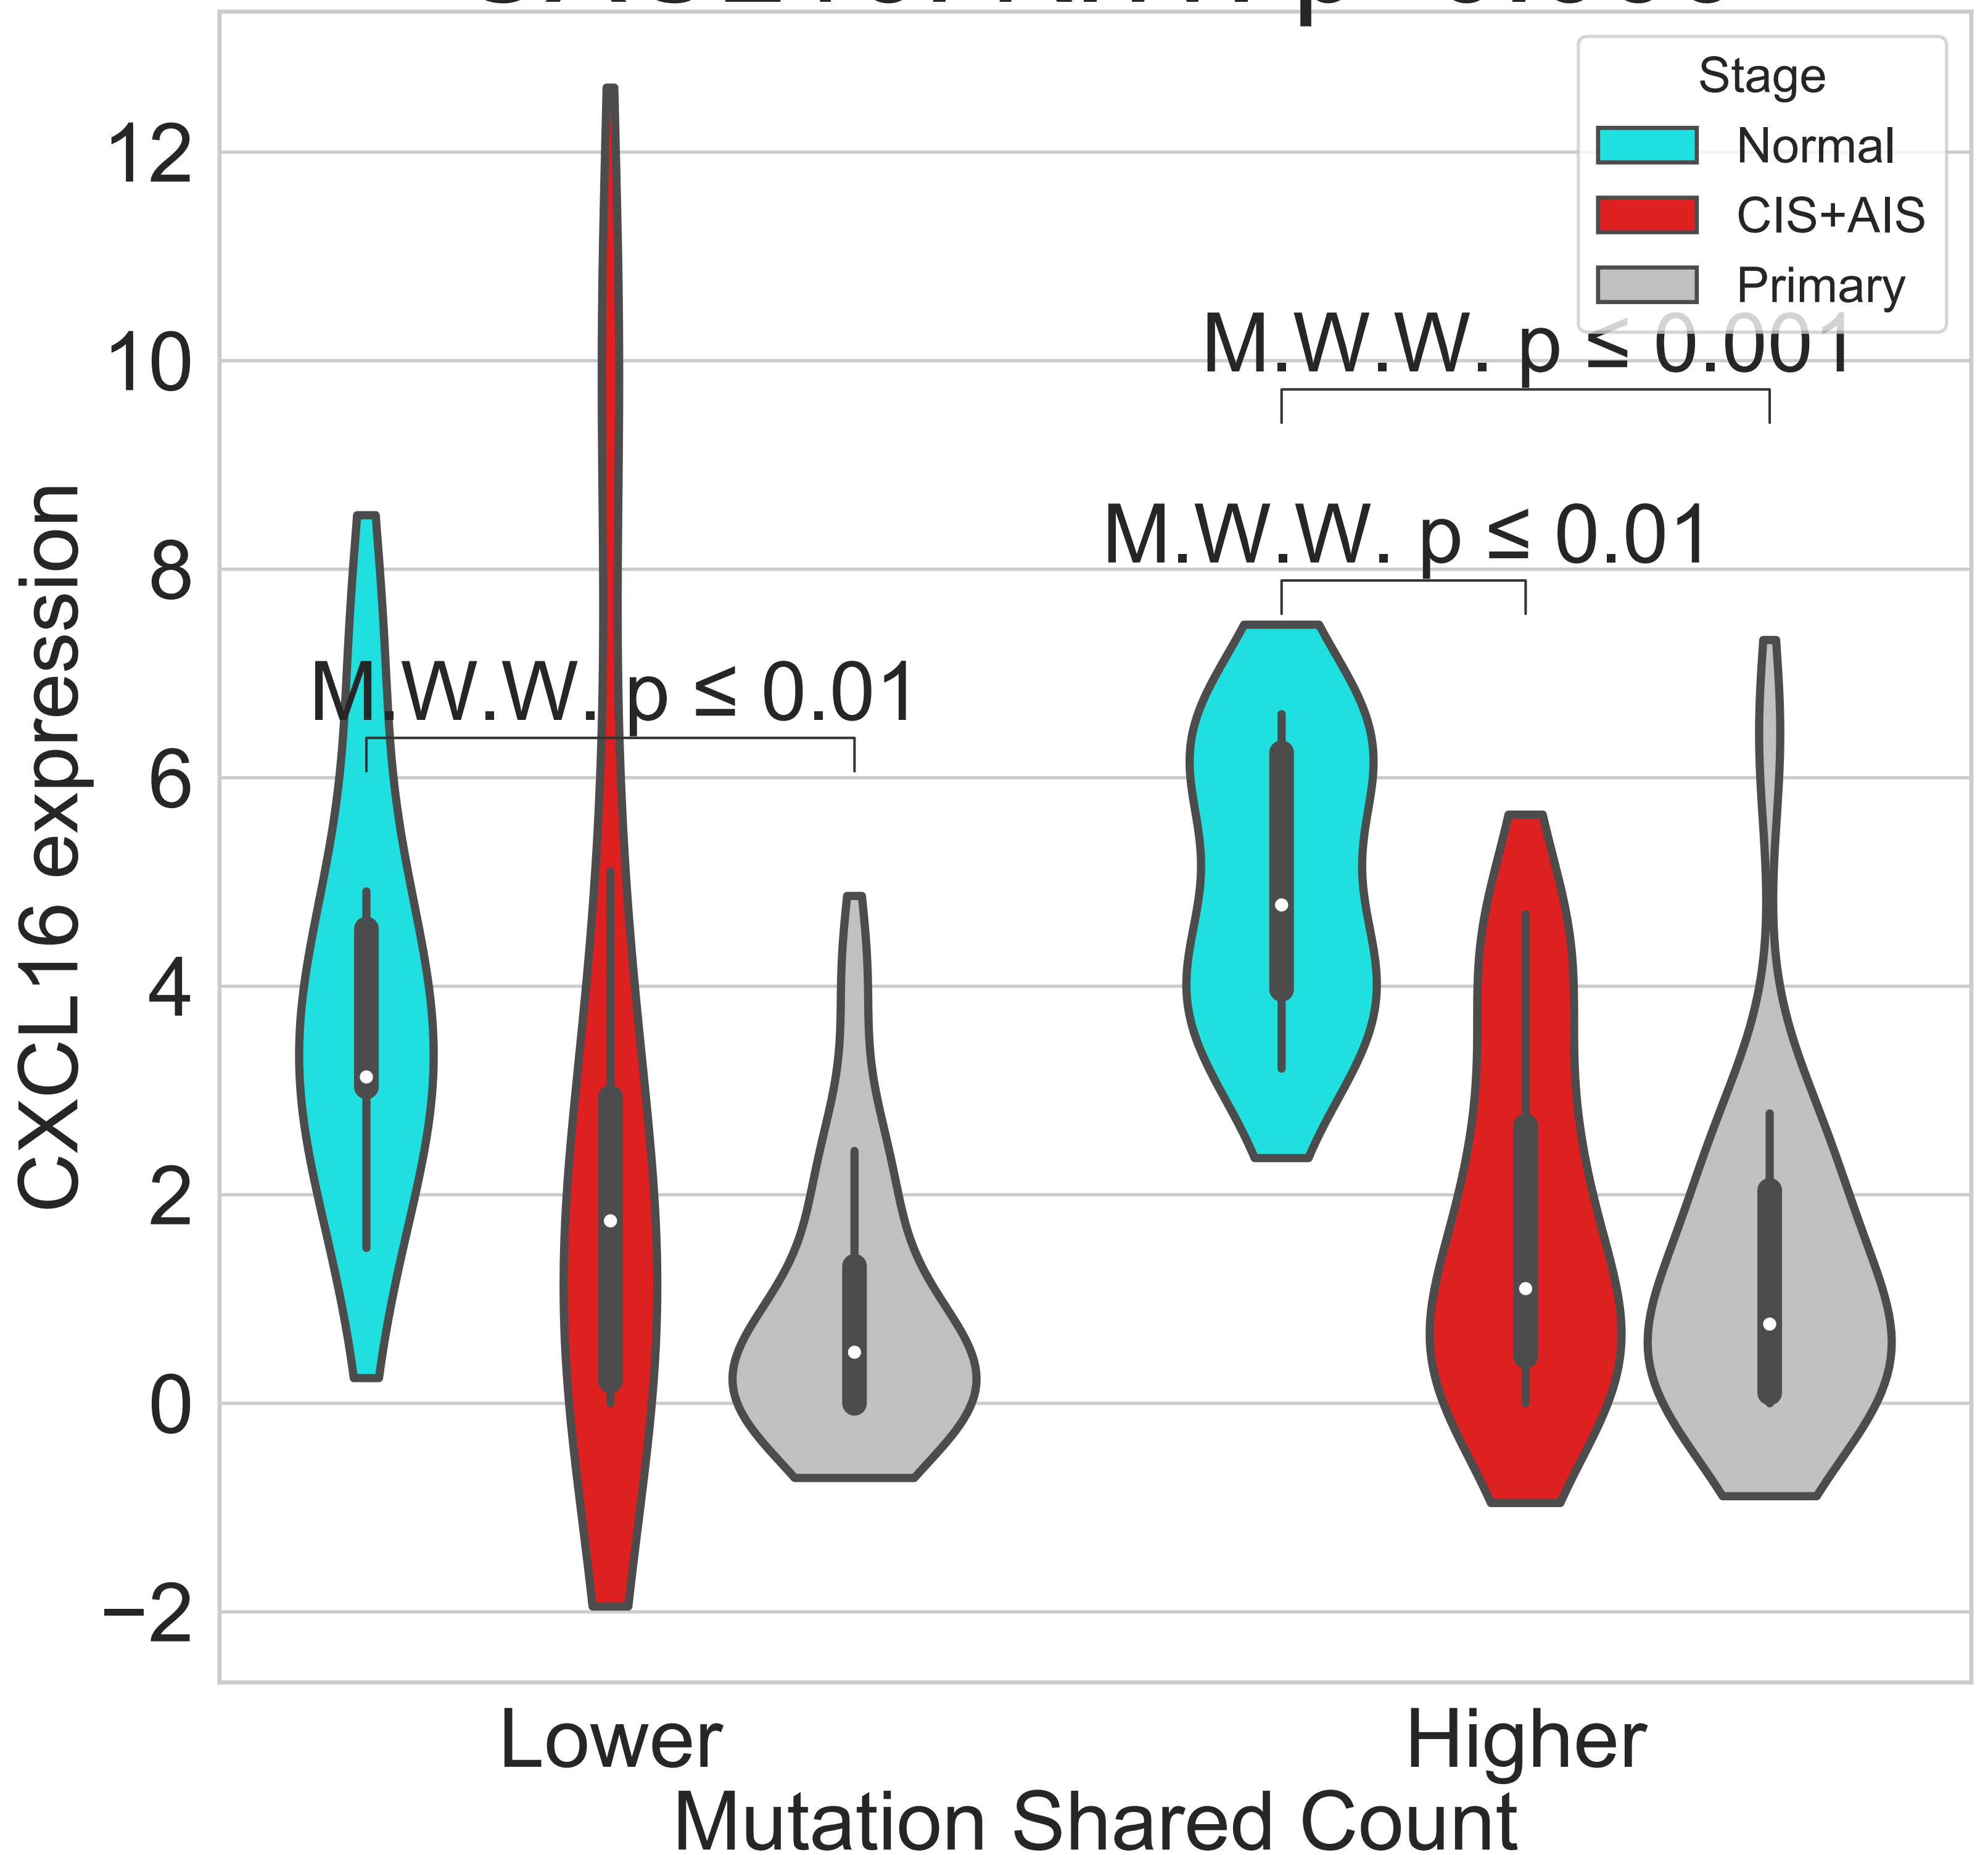 Stage
Normal
CIS+AIS
Primary
M.W.W. p ≤ 0.001
M.W.W. p ≤ 0.01
M.W.W. p ≤ 0.01
CXCL16 expression
12
10
8
6
4
2
0
−2
Lower
Higher
Mutation Shared Count